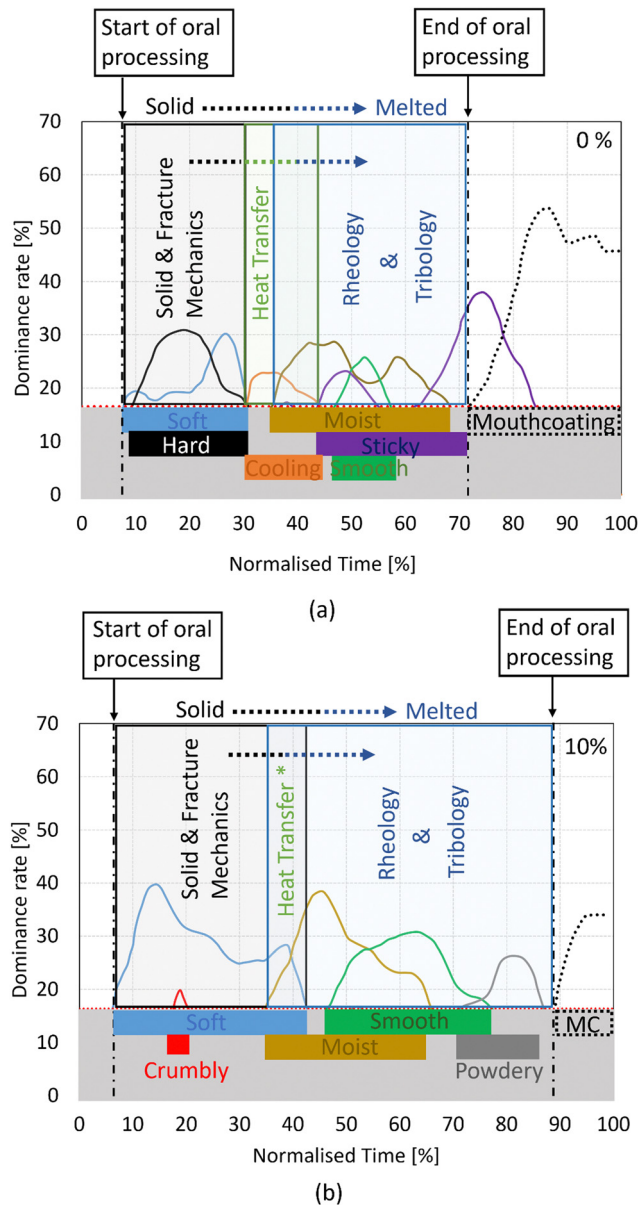 Start of oral
processing
End of oral
processing
Solid
Melted
0 %
70
60
50
40
30
20
10
0
Dominance rate [%]
Solid & Fracture
Mechanics
Heat Transfer
Rheology
&
Tribology
Soft
Moist
Mouthcoating
Hard
Sticky
Cooling
Smooth
0 10 20 30 40 50 60 70 80 90 100
Normalised Time [%]
(a)
Start of oral
processing
End of oral
processing
Solid
Melted
10%
70
60
50
40
30
20
10
0
Dominance rate [%]
Solid & Fracture
Mechanics
Heat Transfer *
Rheology
&
Tribology
Soft
Smooth
MC
Moist
Crumbly
Powdery
0 10 20 30 40 50 60 70 80 90 100
Normalised Time [%]
(b)